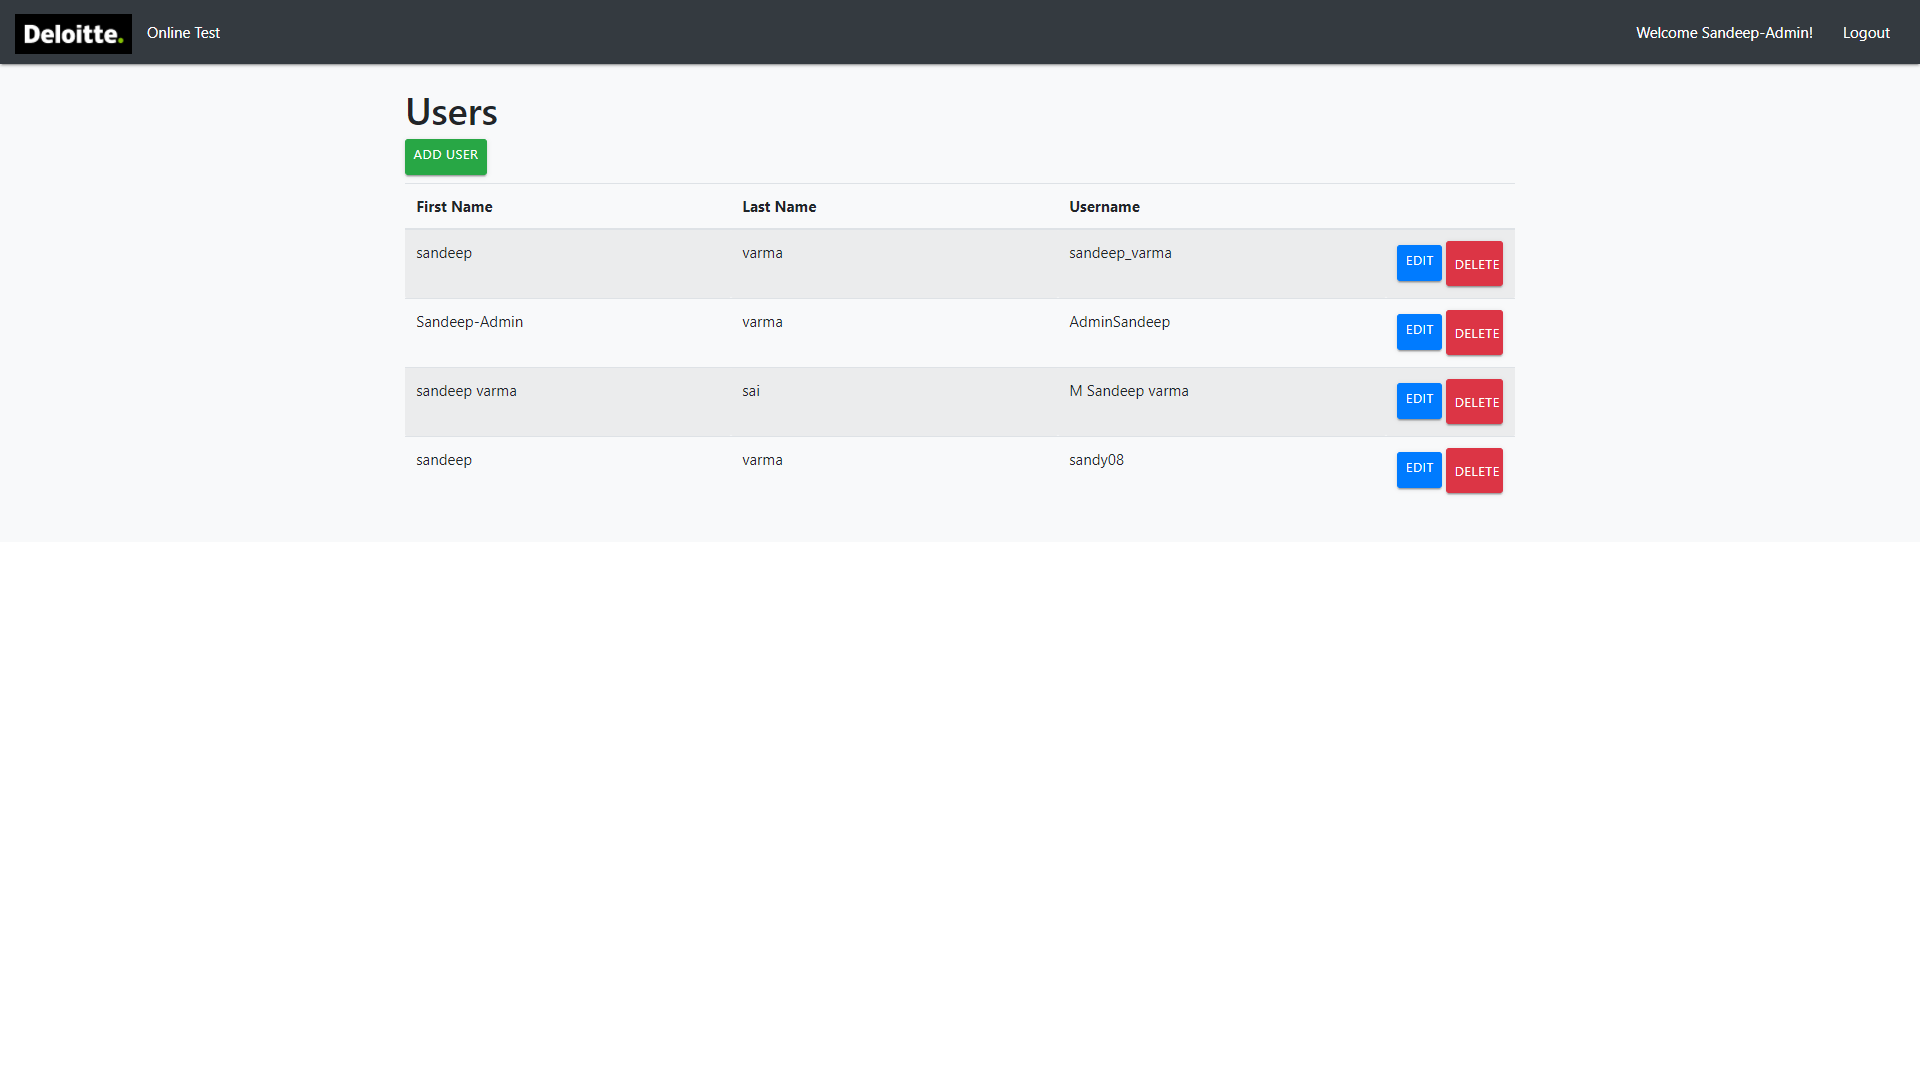 Deloitte. Online Test Welcome Sandeep-Admin! Logout
Users
ADD USER
First Name Last Name Username
sandeep varma sandeep_varma EDIT DELETE
Sandeep-Admin varma AdminSandeep EDIT DELETE
sandeep varma sai M Sandeep varma EDIT DELETE
sandeep varma sandy08 EDIT DELETE